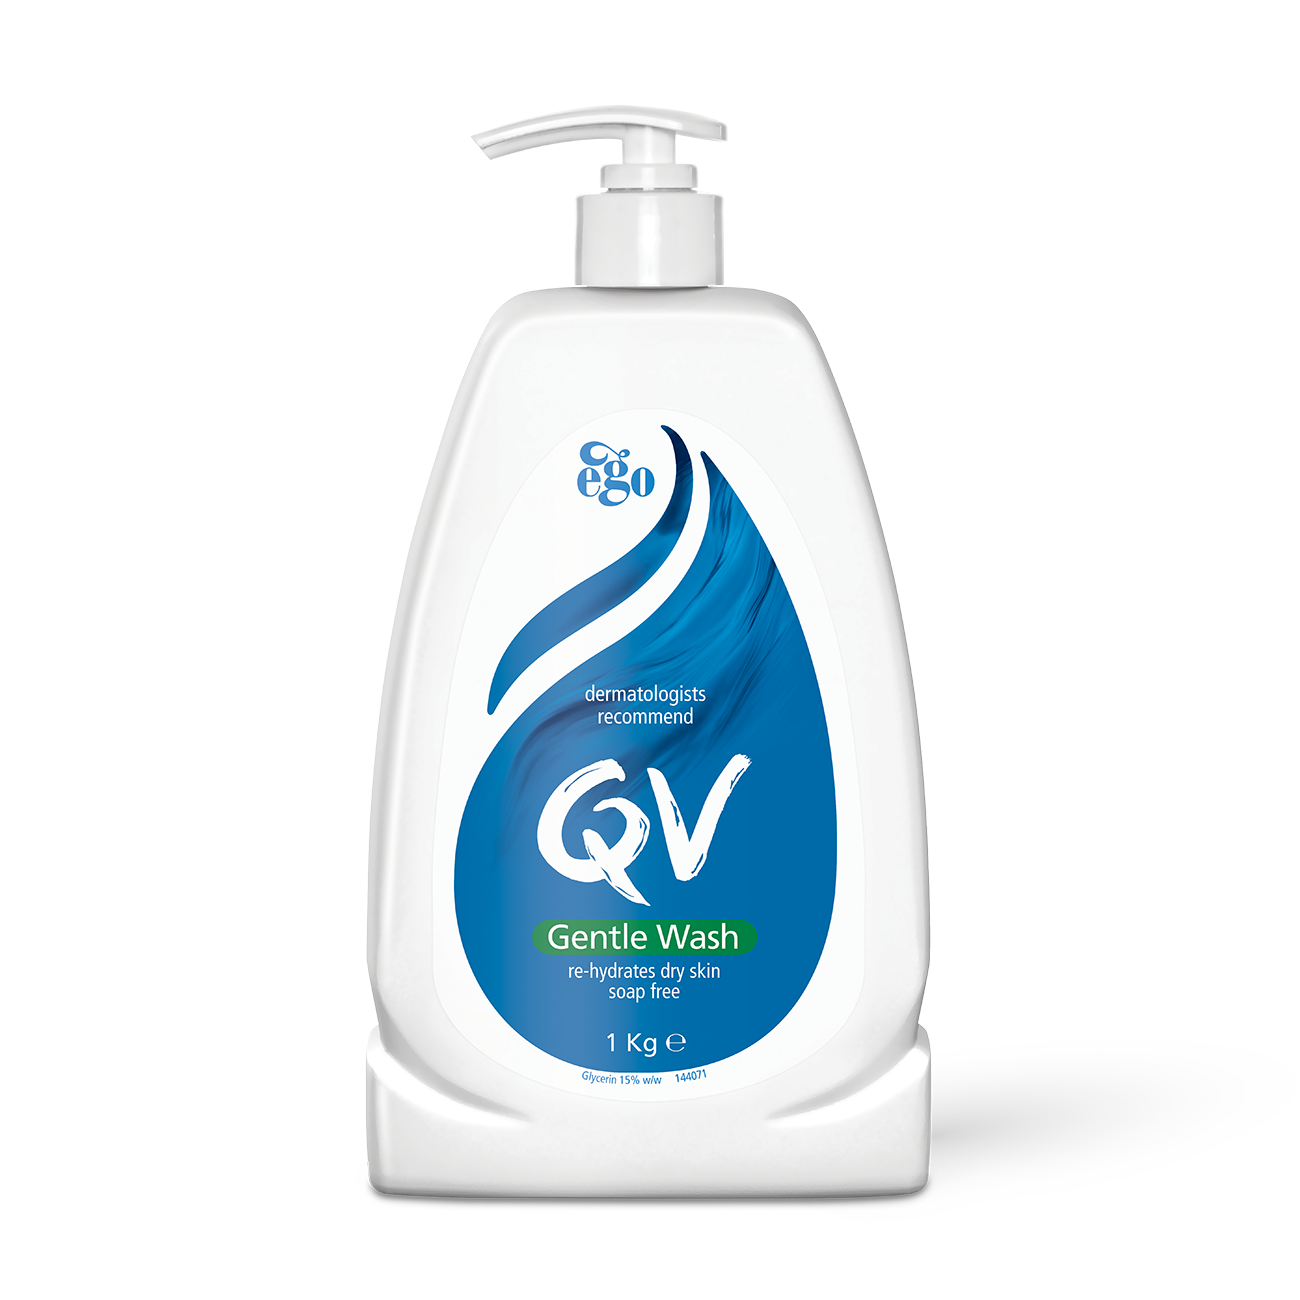 ego
dermatologists
recommend
QV
Gentle Wash
re-hydrates dry skin
soap free
1 Kg ℮
Glycerin 15% w/w 144071